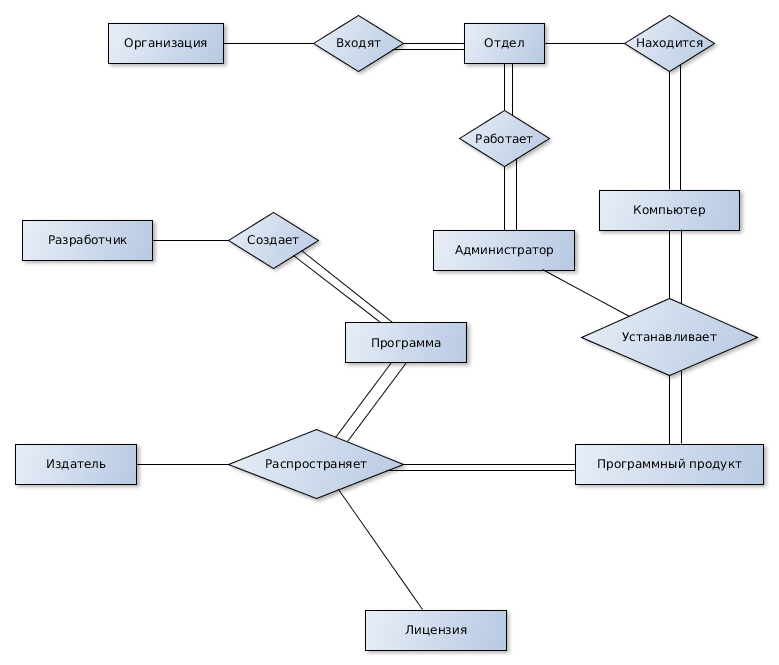 Организация
Входят
Отдел
Находится
Работает
Компьютер
Разработчик
Создает
Администратор
Программа
Устанавливает
Издатель
Распространяет
Программный продукт
Лицензия